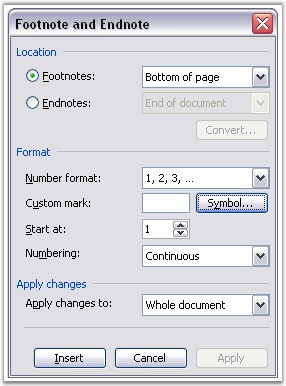 Footnote and Endnote
Location
Footnotes: Bottom of page
Endnotes: End of document
Convert...
Format
Number format: 1, 2, 3, ...
Custom mark: Symbol...
Start at: 1
Numbering: Continuous
Apply changes
Apply changes to: Whole document
Insert Cancel Apply